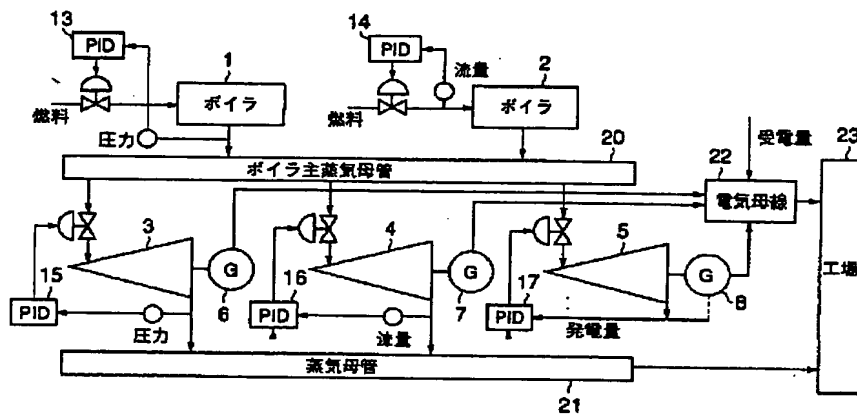 13
PID
燃料
圧力
1
ボイラ
14
PID
流量
燃料
2
ボイラ
20
ボイラ主蒸気母管
受電量
22
電気母線
23
工場
3
G
6
15
PID
圧力
4
G
7
16
PID
流量
5
G
8
17
PID
発電量
蒸気母管
21